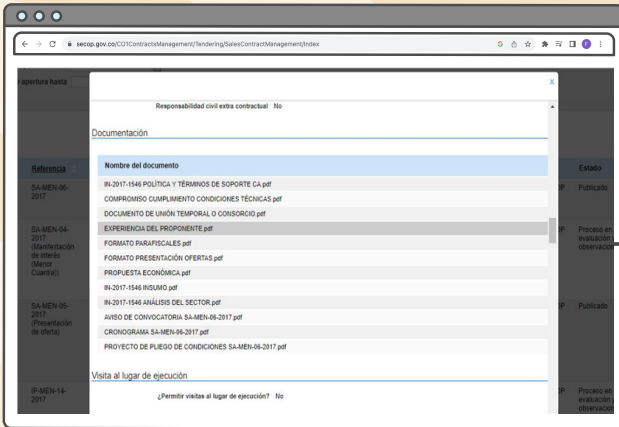 secop.gov.co/CO1ContractsManagement/Tendering/SalesContractManagement/Index
apertura hasta
X
Responsabilidad civil extra contractual No
Documentación
Referencia
Nombre del documento
Estado
SA-MEN-06-
2017
IN-2017-1546 POLÍTICA Y TÉRMINOS DE SOPORTE CA.pdf
Publicado
COMPROMISO CUMPLIMIENTO CONDICIONES TÉCNICAS.pdf
DOCUMENTO DE UNIÓN TEMPORAL O CONSORCIO.pdf
SA-MEN-04-
2017
(Manifestación
de interés
(Menor
Cuantía))
EXPERIENCIA DEL PROPONENTE.pdf
Proceso en
evaluación y
observacion
FORMATO PARAFISCALES.pdf
FORMATO PRESENTACIÓN OFERTAS.pdf
PROPUESTA ECONÓMICA.pdf
IN-2017-1546 INSUMO.pdf
SA-MEN-05-
2017
(Presentación
de oferta)
IN-2017-1546 ANÁLISIS DEL SECTOR.pdf
Publicado
AVISO DE CONVOCATORIA SA-MEN-06-2017.pdf
CRONOGRAMA SA-MEN-06-2017.pdf
PROYECTO DE PLIEGO DE CONDICIONES SA-MEN-06-2017.pdf
Visita al lugar de ejecución
IP-MEN-14-
2017
¿Permitir visitas al lugar de ejecución? No
Proceso en
evaluación y
observacion